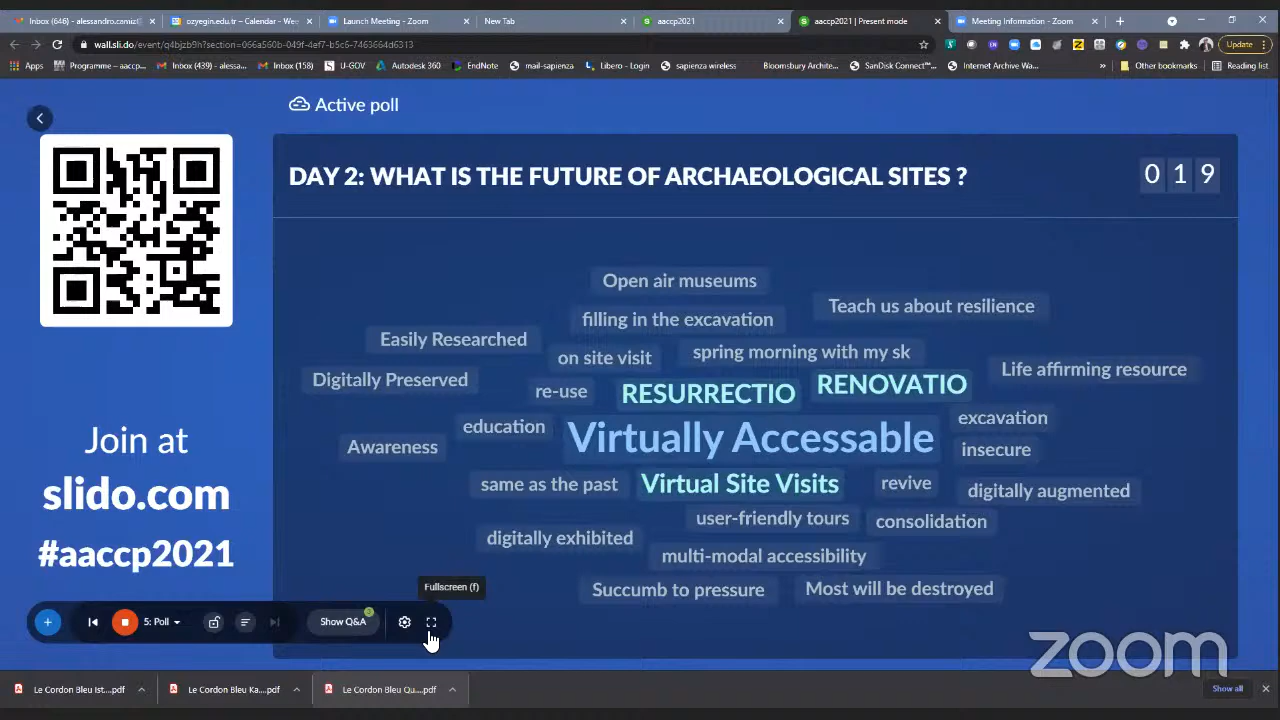 Inbox (646) - alessandro.camiz@
ozyegin.edu.tr – Calendar - Wee
Launch Meeting - Zoom
New Tab
aaccp2021
aaccp2021 | Present mode
Meeting Information - Zoom
wall.sli.do/event/q4bjzb9h?section=066a560b-049f-4ef7-b5c6-7463664d6313
Update
Apps
Programme – aaccp...
Inbox (439) - alessa...
Inbox (158)
U-GOV
Autodesk 360
EndNote
mail-sapienza
Libero - Login
sapienza wireless
Bloomsbury Archite...
SanDisk Connect™...
Internet Archive Wa...
»
Other bookmarks
Reading list
Active poll
DAY 2: WHAT IS THE FUTURE OF ARCHAEOLOGICAL SITES ?
0 1 9
Open air museums
Teach us about resilience
filling in the excavation
Easily Researched
on site visit
spring morning with my sk
Life affirming resource
Digitally Preserved
re-use
RESURRECTIO
RENOVATIO
education
Virtually Accessable
excavation
Awareness
insecure
same as the past
Virtual Site Visits
revive
digitally augmented
user-friendly tours
consolidation
digitally exhibited
multi-modal accessibility
Succumb to pressure
Most will be destroyed
Join at
slido.com
#aaccp2021
Fullscreen (f)
5: Poll
Show Q&A
zoom
Le Cordon Bleu Ist....pdf
Le Cordon Bleu Ka....pdf
Le Cordon Bleu Qu....pdf
Show all